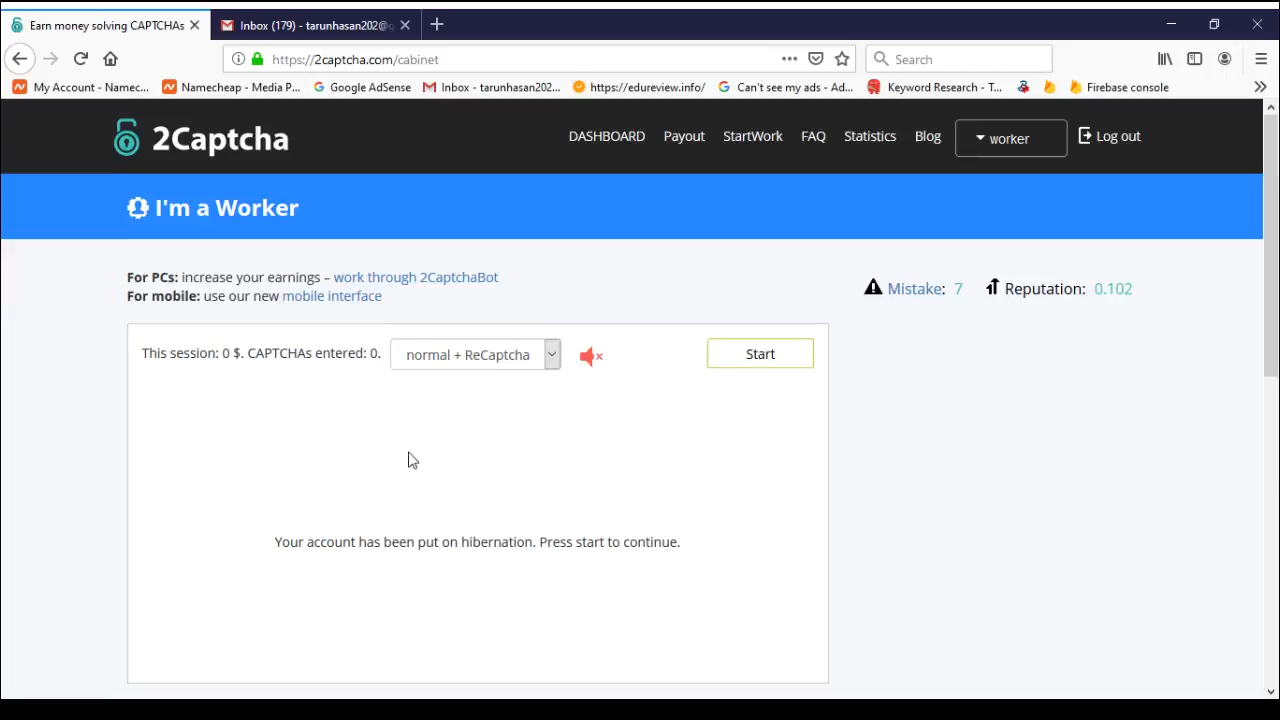 Earn money solving CAPTCHAs
Inbox (179) - tarunhasan202@g
https://2captcha.com/cabinet
Search
My Account - Namec...
Namecheap - Media P...
Google AdSense
Inbox - tarunhasan202...
https://edureview.info/
Can't see my ads - Ad...
Keyword Research - T...
Firebase console
2Captcha
DASHBOARD
Payout
StartWork
FAQ
Statistics
Blog
worker
Log out
I'm a Worker
For PCs: increase your earnings – work through 2CaptchaBot
For mobile: use our new mobile interface
Mistake: 7
Reputation: 0.102
This session: 0 $. CAPTCHAs entered: 0.
normal + ReCaptcha
Start
Your account has been put on hibernation. Press start to continue.